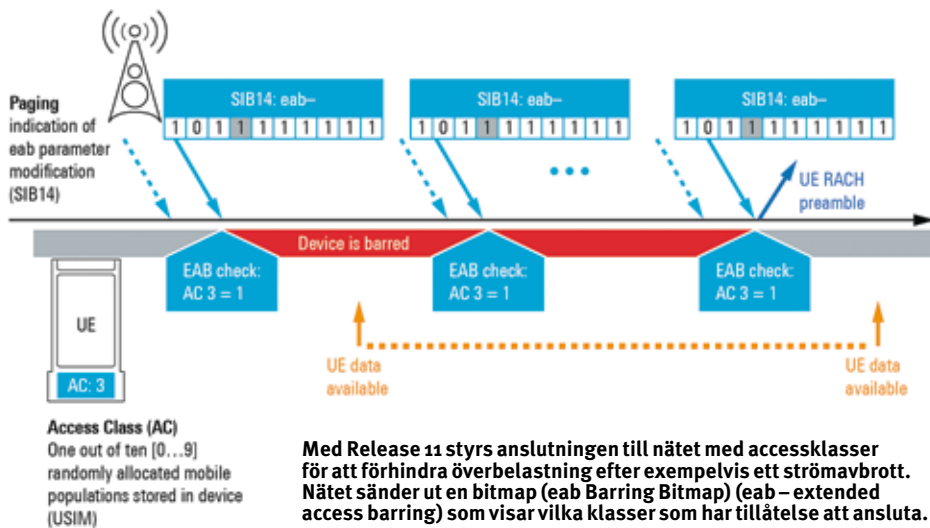 Paging
indication of
eab parameter
modification
(SIB14)
SIB14: eab–
1 0 1 1 1 1 1 1 1 1
SIB14: eab–
1 0 1 1 1 1 1 1 1 1
SIB14: eab–
1 0 1 1 1 1 1 1 1 1
UE RACH
preamble
Device is barred
EAB check:
AC 3 = 1
EAB check:
AC 3 = 1
EAB check:
AC 3 = 1
UE
AC: 3
UE data
available
UE data
available
Access Class (AC)
One out of ten [0...9]
randomly allocated mobile
populations stored in device
(USIM)
Med Release 11 styrs anslutningen till nätet med accessklasser
för att förhindra överbelastning efter exempelvis ett strömavbrott.
Nätet sänder ut en bitmap (eab Barring Bitmap) (eab – extended
access barring) som visar vilka klasser som har tillåtelse att ansluta.